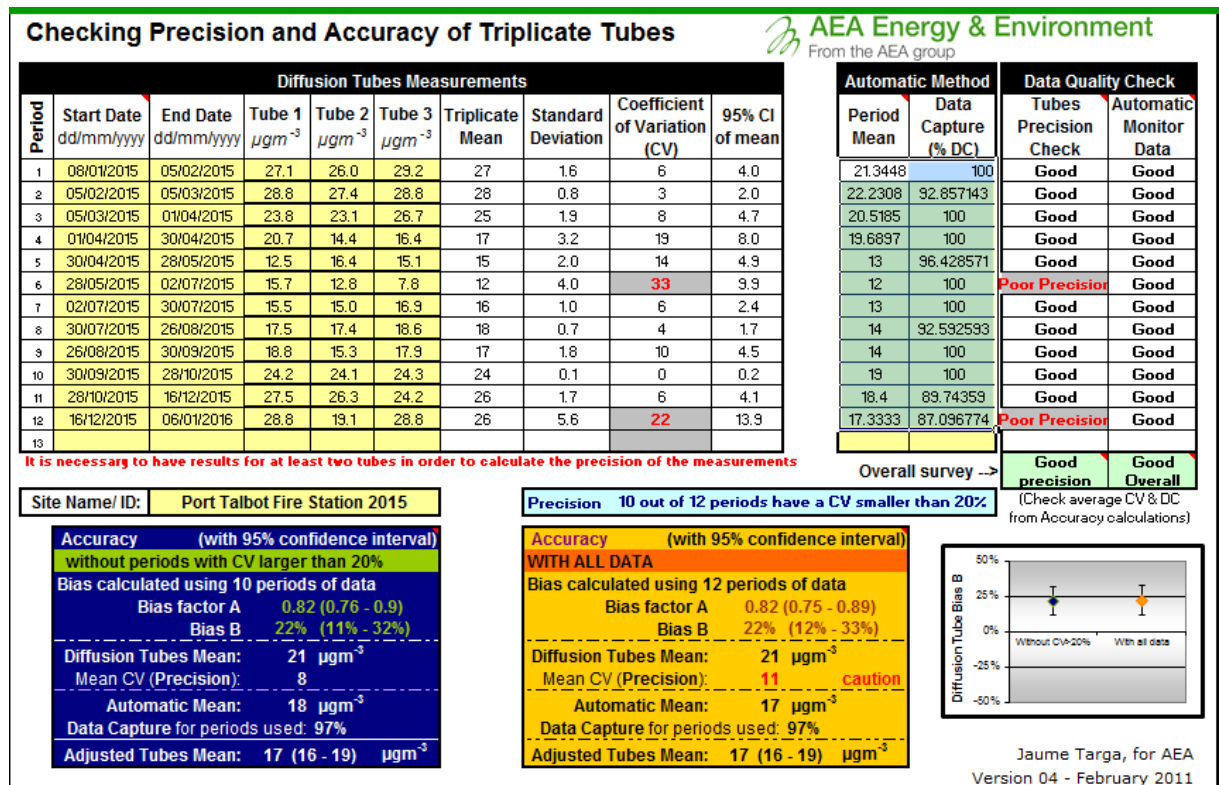 Checking Precision and Accuracy of Triplicate Tubes
AEA Energy & Environment
From the AEA group
Diffusion Tubes Measurements
Automatic Method
Data Quality Check
Period
Start Date dd/mm/yyyy
End Date dd/mm/yyyy
Tube 1 µgm⁻³
Tube 2 µgm⁻³
Tube 3 µgm⁻³
Triplicate Mean
Standard Deviation
Coefficient of Variation (CV)
95% CI of mean
Period Mean
Data Capture (% DC)
Tubes Precision Check
Automatic Monitor Data
1 08/01/2015 05/02/2015 27.1 26.0 29.2 27 1.6 6 4.0 21.3448 100 Good Good
2 05/02/2015 05/03/2015 28.8 27.4 28.8 28 0.8 3 2.0 22.2308 92.857143 Good Good
3 05/03/2015 01/04/2015 23.8 23.1 26.7 25 1.9 8 4.7 20.5185 100 Good Good
4 01/04/2015 30/04/2015 20.7 14.4 16.4 17 3.2 19 8.0 19.6897 100 Good Good
5 30/04/2015 28/05/2015 12.5 16.4 15.1 15 2.0 14 4.9 13 96.428571 Good Good
6 28/05/2015 02/07/2015 15.7 12.8 7.8 12 4.0 33 9.9 12 100 Poor Precision Good
7 02/07/2015 30/07/2015 15.5 15.0 16.9 16 1.0 6 2.4 13 100 Good Good
8 30/07/2015 26/08/2015 17.5 17.4 18.6 18 0.7 4 1.7 14 92.592593 Good Good
9 26/08/2015 30/09/2015 18.8 15.3 17.9 17 1.8 10 4.5 14 100 Good Good
10 30/09/2015 28/10/2015 24.2 24.1 24.3 24 0.1 0 0.2 19 100 Good Good
11 28/10/2015 16/12/2015 27.5 26.3 24.2 26 1.7 6 4.1 18.4 89.74359 Good Good
12 16/12/2015 06/01/2016 28.8 19.1 28.8 26 5.6 22 13.9 17.3333 87.096774 Poor Precision Good
13
It is necessary to have results for at least two tubes in order to calculate the precision of the measurements
Overall survey --> Good precision Good Overall
Site Name/ ID: Port Talbot Fire Station 2015
Precision 10 out of 12 periods have a CV smaller than 20%
(Check average CV & DC from Accuracy calculations)
Accuracy (with 95% confidence interval)
without periods with CV larger than 20%
Bias calculated using 10 periods of data
Bias factor A 0.82 (0.76 - 0.9)
Bias B 22% (11% - 32%)
Diffusion Tubes Mean: 21 µgm⁻³
Mean CV (Precision): 8
Automatic Mean: 18 µgm⁻³
Data Capture for periods used: 97%
Adjusted Tubes Mean: 17 (16 - 19) µgm⁻³
Accuracy (with 95% confidence interval)
WITH ALL DATA
Bias calculated using 12 periods of data
Bias factor A 0.82 (0.75 - 0.89)
Bias B 22% (12% - 33%)
Diffusion Tubes Mean: 21 µgm⁻³
Mean CV (Precision): 11 caution
Automatic Mean: 17 µgm⁻³
Data Capture for periods used: 97%
Adjusted Tubes Mean: 17 (16 - 19) µgm⁻³
Diffusion Tube Bias B
50%
25%
0%
-25%
-50%
Without CV>20%
With all data
Jaume Targa, for AEA
Version 04 - February 2011